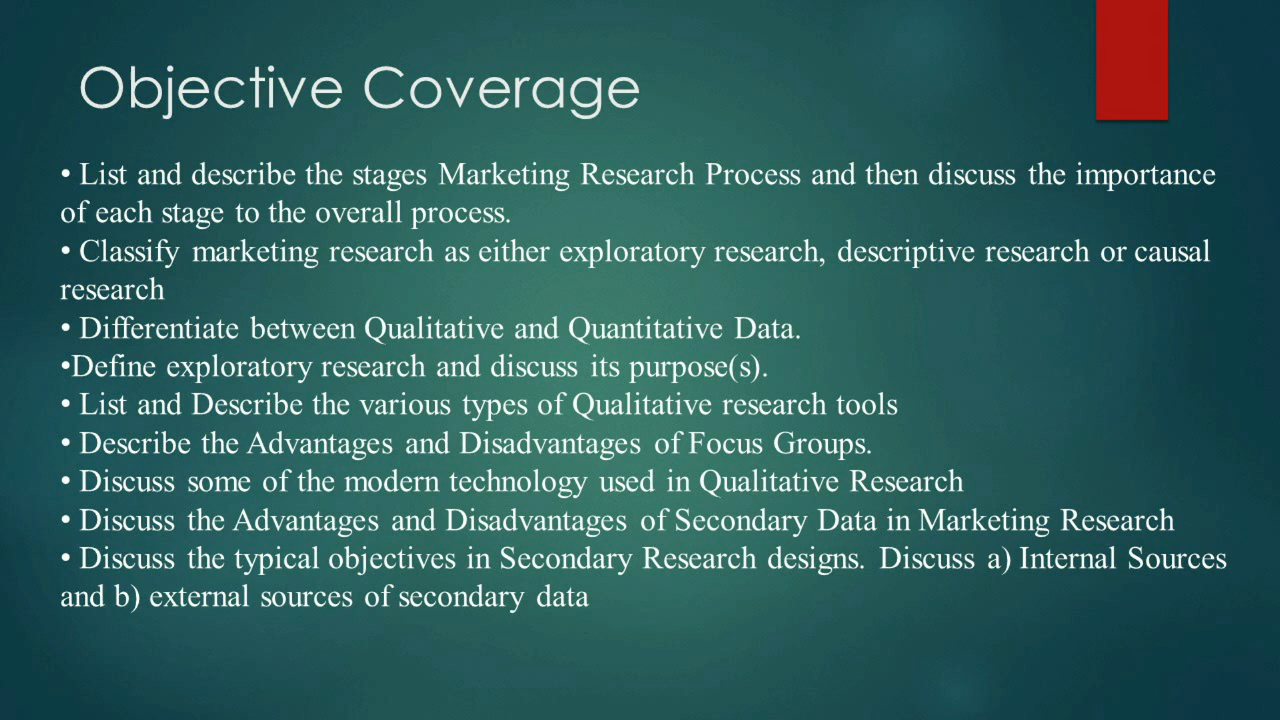 Objective Coverage
• List and describe the stages Marketing Research Process and then discuss the importance
of each stage to the overall process.
• Classify marketing research as either exploratory research, descriptive research or causal
research
• Differentiate between Qualitative and Quantitative Data.
•Define exploratory research and discuss its purpose(s).
• List and Describe the various types of Qualitative research tools
• Describe the Advantages and Disadvantages of Focus Groups.
• Discuss some of the modern technology used in Qualitative Research
• Discuss the Advantages and Disadvantages of Secondary Data in Marketing Research
• Discuss the typical objectives in Secondary Research designs. Discuss a) Internal Sources
and b) external sources of secondary data